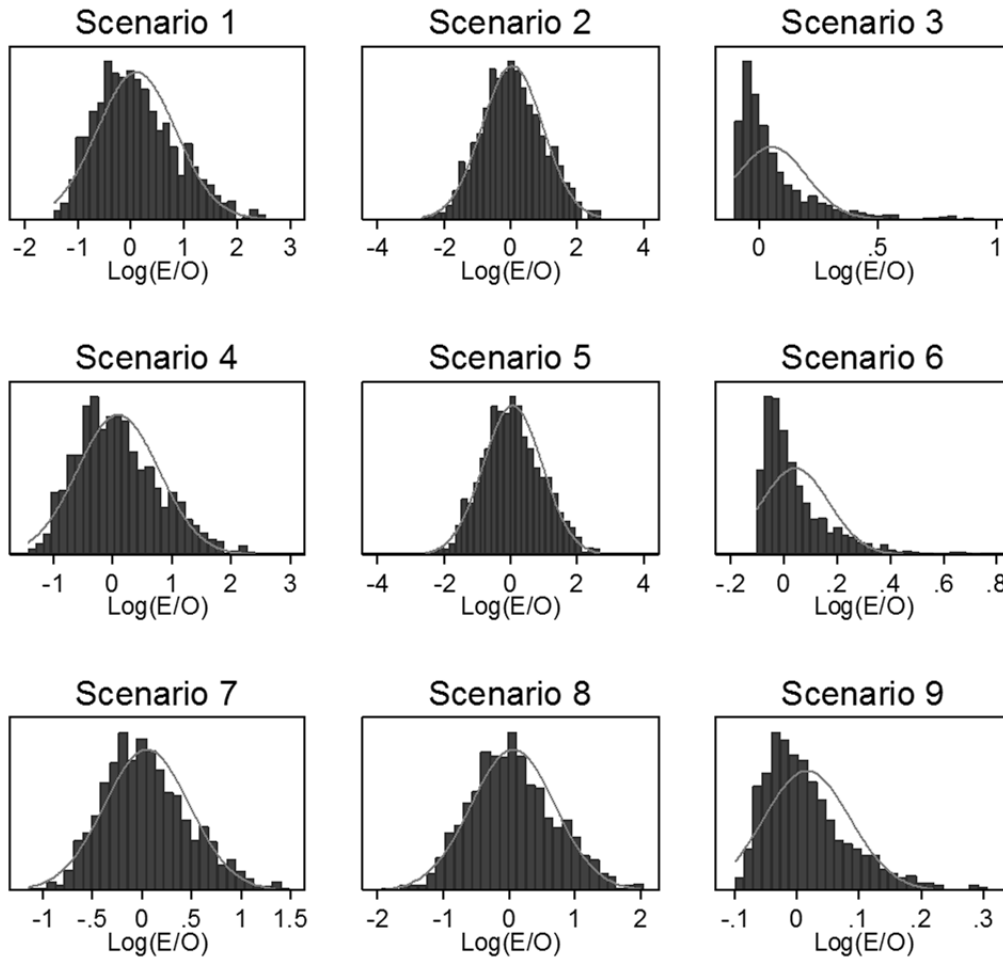 Scenario 1 Scenario 2 Scenario 3
-2 -1 0 1 2 3 -4 -2 0 2 4 0 .5 1
Log(E/O) Log(E/O) Log(E/O)
Scenario 4 Scenario 5 Scenario 6
-1 0 1 2 3 -4 -2 0 2 4 -.2 0 .2 .4 .6 .8
Log(E/O) Log(E/O) Log(E/O)
Scenario 7 Scenario 8 Scenario 9
-1 -.5 0 .5 1 1.5 -2 -1 0 1 2 -.1 0 .1 .2 .3
Log(E/O) Log(E/O) Log(E/O)